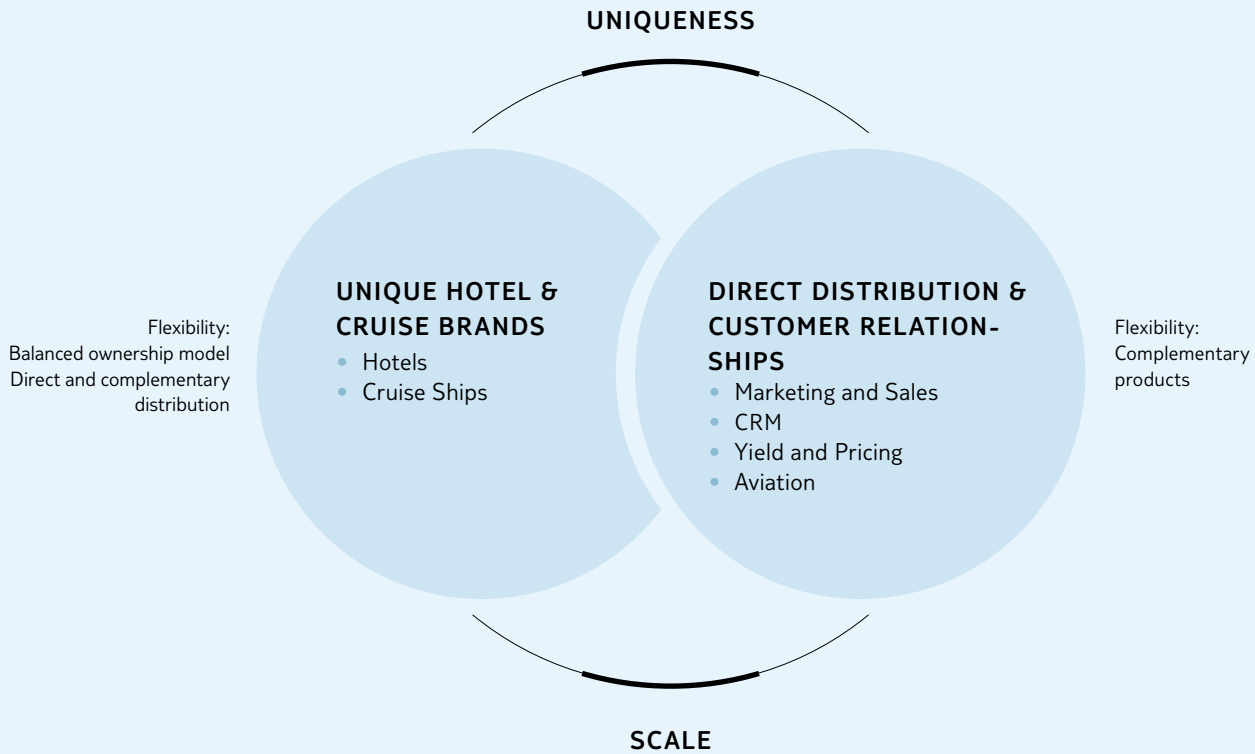 UNIQUENESS
Flexibility:
Balanced ownership model
Direct and complementary
distribution
UNIQUE HOTEL &
CRUISE BRANDS
• Hotels
• Cruise Ships
DIRECT DISTRIBUTION &
CUSTOMER RELATION-
SHIPS
• Marketing and Sales
• CRM
• Yield and Pricing
• Aviation
Flexibility:
Complementary
products
SCALE